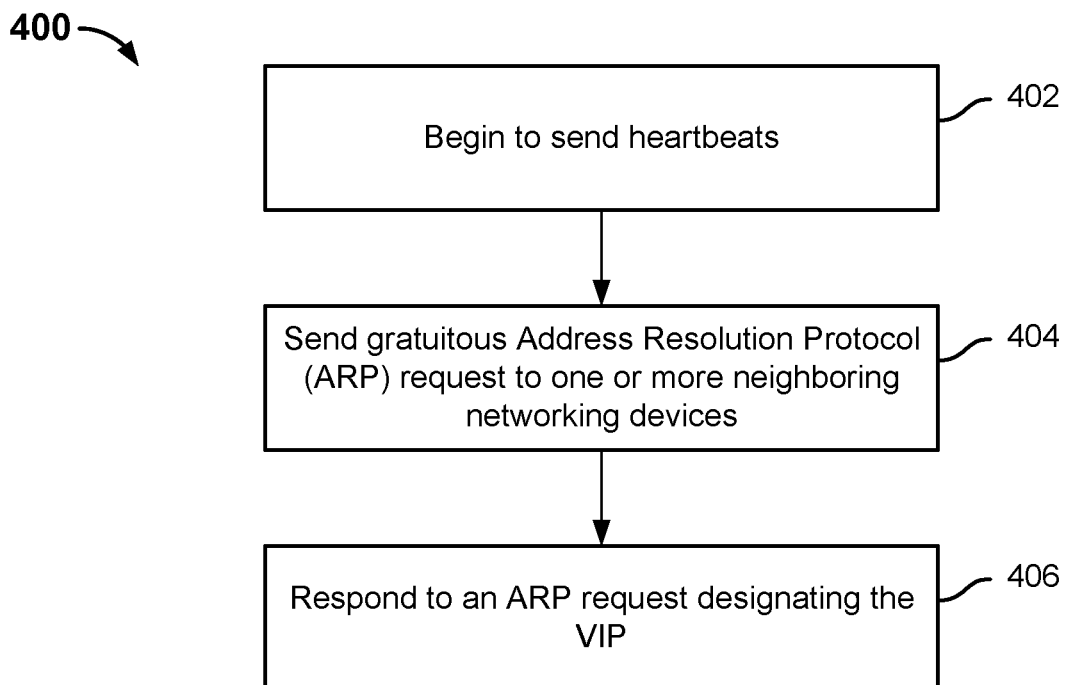 400
402
Begin to send heartbeats
Send gratuitous Address Resolution Protocol
(ARP) request to one or more neighboring
networking devices
404
Respond to an ARP request designating the
VIP
406